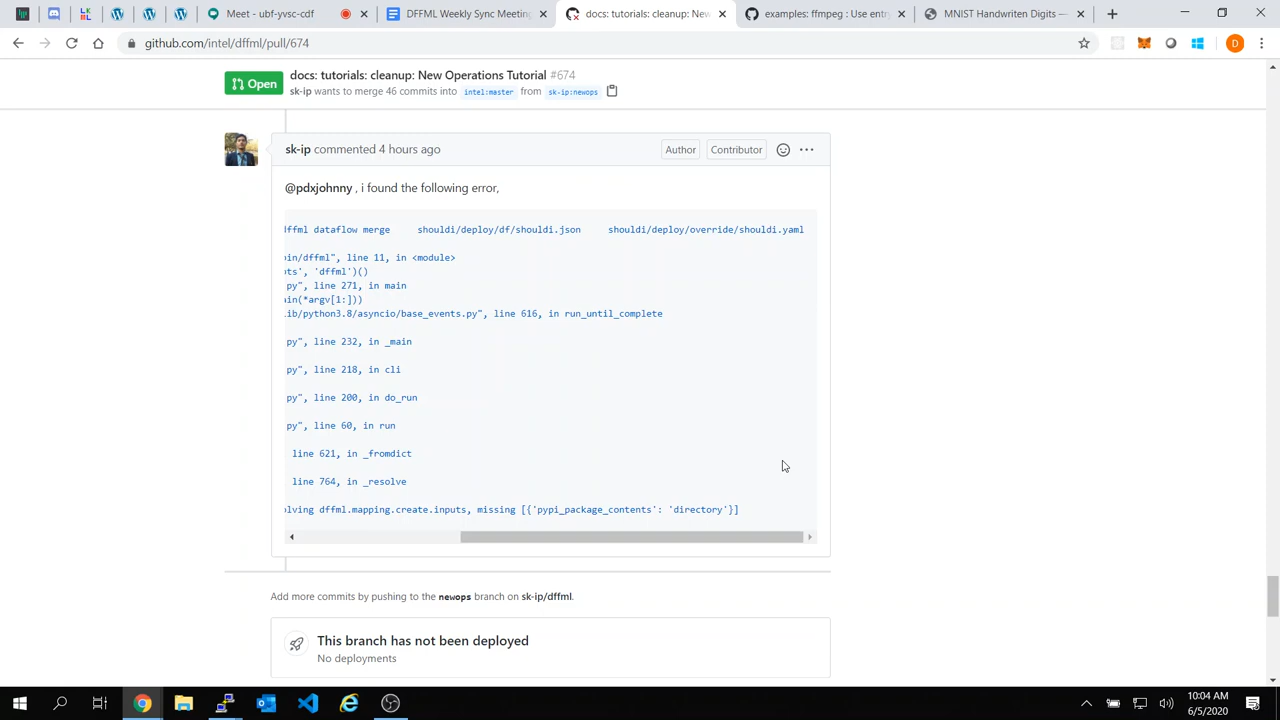 Meet - ubf-yvsc-cdf
DFFML Weekly Sync Meeting
docs: tutorials: cleanup: New
examples: ffmpeg : Use entry
MNIST Handwriten Digits —
github.com/intel/dffml/pull/674
D
Open
docs: tutorials: cleanup: New Operations Tutorial #674
sk-ip wants to merge 46 commits into intel:master from sk-ip:newops
sk-ip commented 4 hours ago
Author
Contributor
@pdxjohnny , i found the following error,
dffml dataflow merge shouldi/deploy/df/shouldi.json shouldi/deploy/override/shouldi.yaml
bin/dffml", line 11, in <module>
pts', 'dffml')()
py", line 271, in main
ain(*argv[1:]))
lib/python3.8/asyncio/base_events.py", line 616, in run_until_complete
py", line 232, in _main
py", line 218, in cli
py", line 200, in do_run
py", line 60, in run
line 621, in _fromdict
line 764, in _resolve
olving dffml.mapping.create.inputs, missing [{'pypi_package_contents': 'directory'}]
Add more commits by pushing to the newops branch on sk-ip/dffml.
This branch has not been deployed
No deployments
10:04 AM
6/5/2020